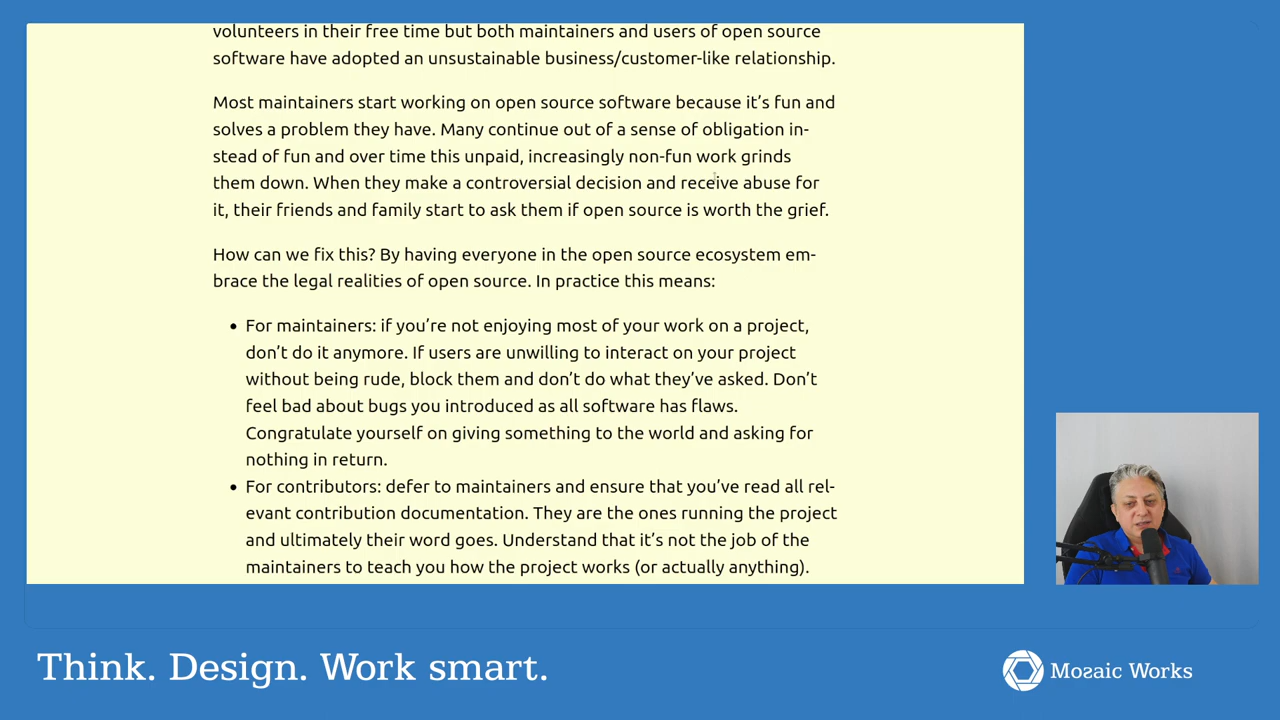 volunteers in their free time but both maintainers and users of open source
software have adopted an unsustainable business/customer-like relationship.
Most maintainers start working on open source software because it's fun and
solves a problem they have. Many continue out of a sense of obligation in-
stead of fun and over time this unpaid, increasingly non-fun work grinds
them down. When they make a controversial decision and receive abuse for
it, their friends and family start to ask them if open source is worth the grief.
How can we fix this? By having everyone in the open source ecosystem em-
brace the legal realities of open source. In practice this means:
• For maintainers: if you're not enjoying most of your work on a project,
don't do it anymore. If users are unwilling to interact on your project
without being rude, block them and don't do what they've asked. Don't
feel bad about bugs you introduced as all software has flaws.
Congratulate yourself on giving something to the world and asking for
nothing in return.
• For contributors: defer to maintainers and ensure that you've read all rel-
evant contribution documentation. They are the ones running the project
and ultimately their word goes. Understand that it's not the job of the
maintainers to teach you how the project works (or actually anything).
Think. Design. Work smart.
Mozaic Works